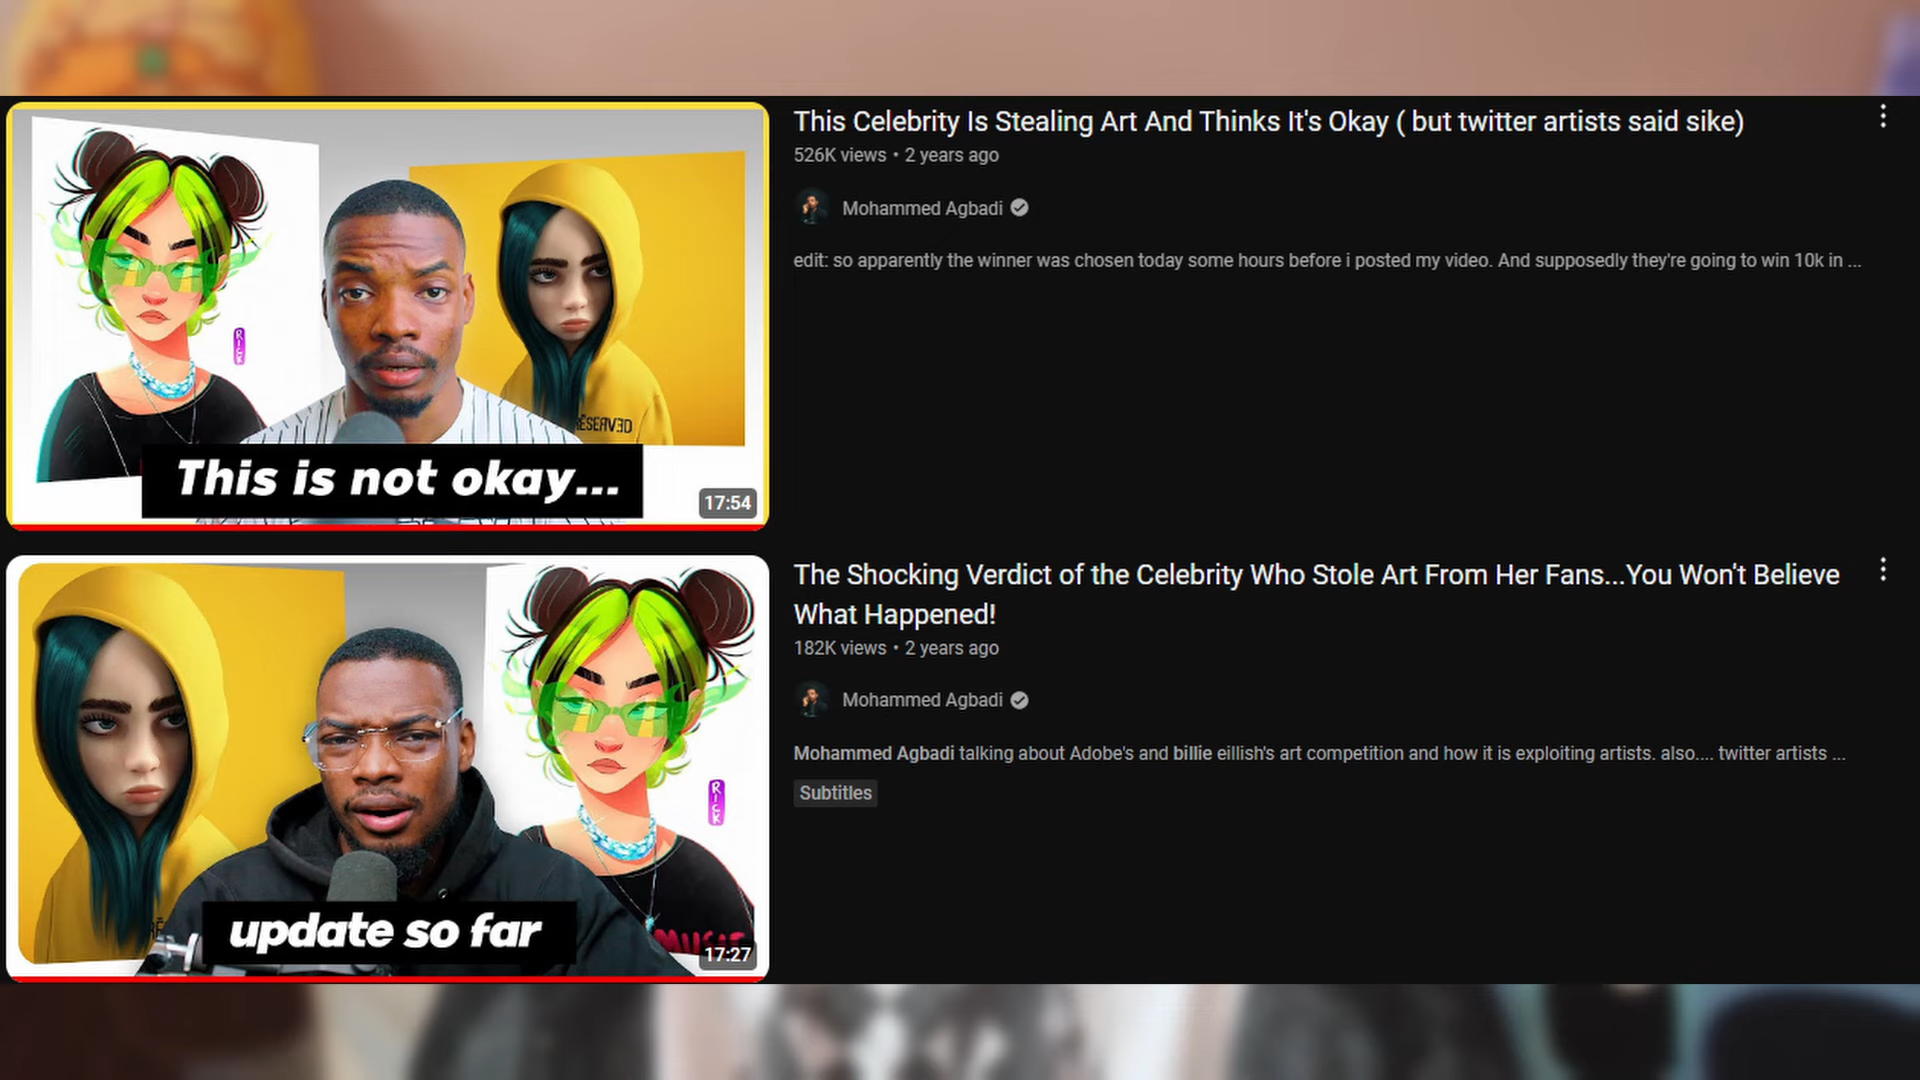 This Celebrity Is Stealing Art And Thinks It's Okay ( but twitter artists said sike)
526K views • 2 years ago
Mohammed Agbadi
edit: so apparently the winner was chosen today some hours before i posted my video. And supposedly they're going to win 10k in ...
RICK
RĒSERV3D
This is not okay...
17:54
The Shocking Verdict of the Celebrity Who Stole Art From Her Fans...You Won't Believe
What Happened!
182K views • 2 years ago
Mohammed Agbadi
Mohammed Agbadi talking about Adobe's and billie eillish's art competition and how it is exploiting artists. also.... twitter artists ...
Subtitles
RICK
update so far
MUSIC
17:27